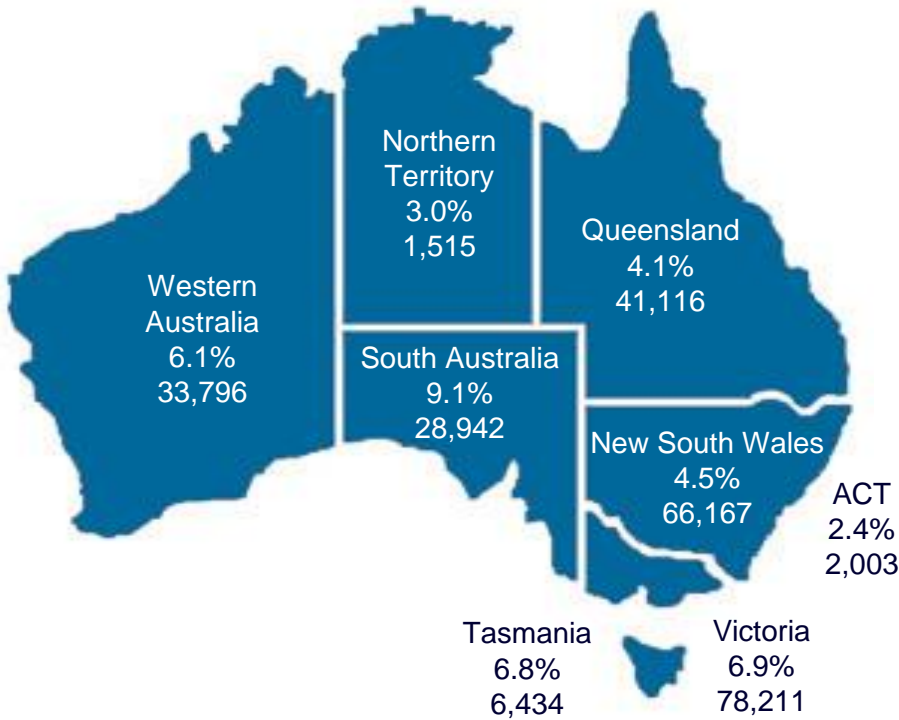 Northern
Territory
3.0%
1,515
Queensland
4.1%
41,116
Western
Australia
6.1%
33,796
South Australia
9.1%
28,942
New South Wales
4.5%
66,167
ACT
2.4%
2,003
Tasmania
6.8%
6,434
Victoria
6.9%
78,211